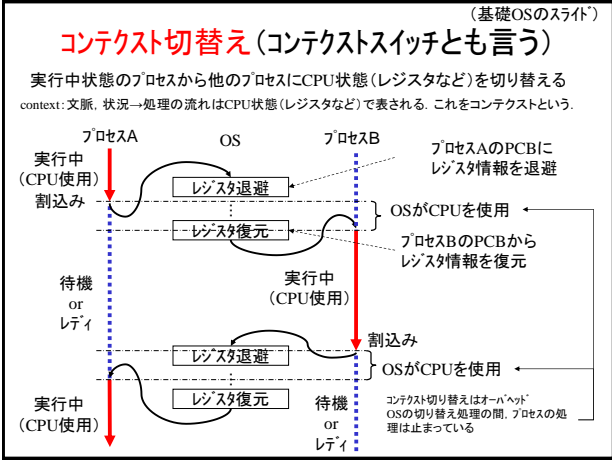 (基礎OSのスライド)
コンテクスト切替え(コンテクストスイッチとも言う)
実行中状態のプロセスから他のプロセスにCPU状態(レジスタなど)を切り替える
context:文脈, 状況→処理の流れはCPU状態(レジスタなど)で表される. これをコンテクストという.
プロセスA
OS
プロセスB
実行中
(CPU使用)
割込み
レジスタ退避
プロセスAのPCBに
レジスタ情報を退避
⋮
OSがCPUを使用
レジスタ復元
プロセスBのPCBから
レジスタ情報を復元
待機
or
レディ
実行中
(CPU使用)
割込み
レジスタ退避
OSがCPUを使用
⋮
レジスタ復元
実行中
(CPU使用)
待機
or
レディ
コンテクスト切り替えはオーバヘッド
OSの切り替え処理の間, プロセスの処
理は止まっている